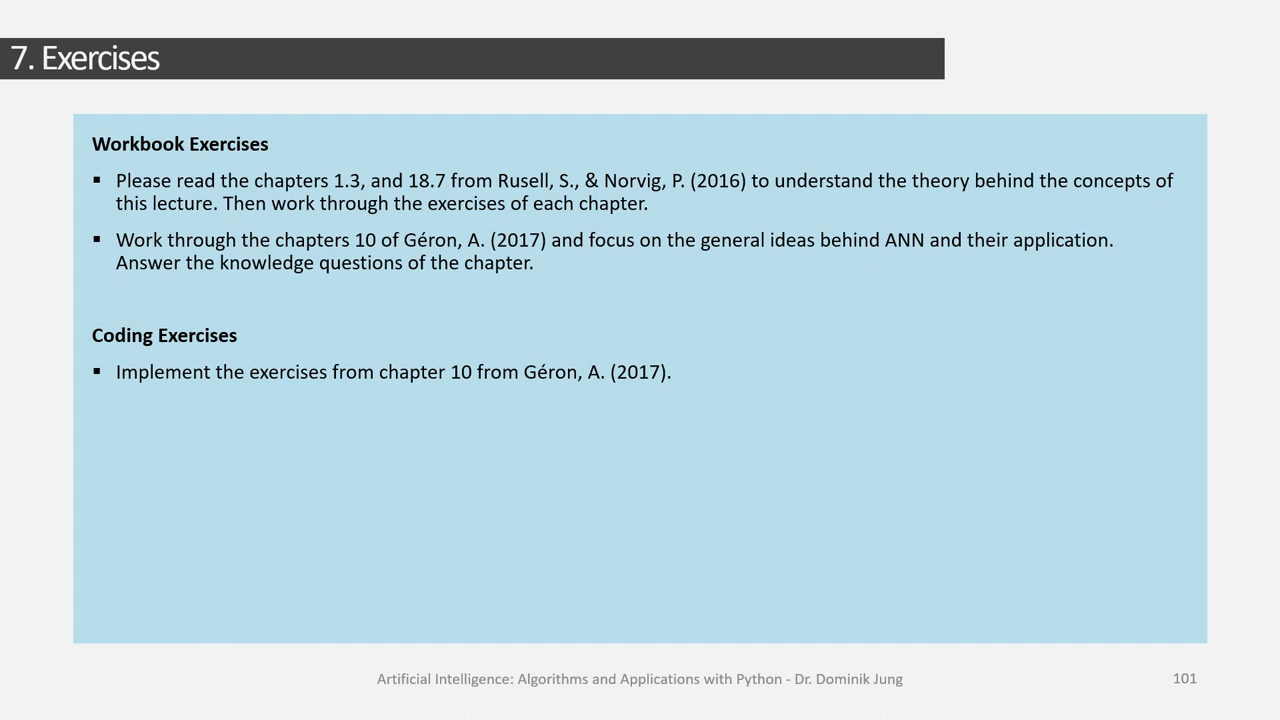 7. Exercises
Workbook Exercises
▪ Please read the chapters 1.3, and 18.7 from Rusell, S., & Norvig, P. (2016) to understand the theory behind the concepts of
this lecture. Then work through the exercises of each chapter.
▪ Work through the chapters 10 of Géron, A. (2017) and focus on the general ideas behind ANN and their application.
Answer the knowledge questions of the chapter.
Coding Exercises
▪ Implement the exercises from chapter 10 from Géron, A. (2017).
Artificial Intelligence: Algorithms and Applications with Python - Dr. Dominik Jung
101